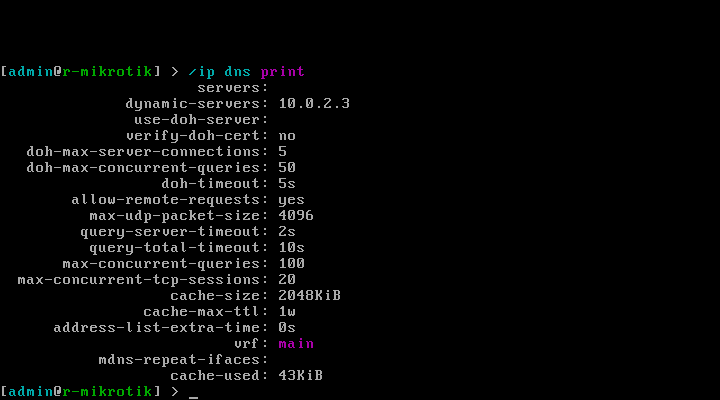 [admin@r-mikrotik] > /ip dns print
servers:
dynamic-servers: 10.0.2.3
use-doh-server:
verify-doh-cert: no
doh-max-server-connections: 5
doh-max-concurrent-queries: 50
doh-timeout: 5s
allow-remote-requests: yes
max-udp-packet-size: 4096
query-server-timeout: 2s
query-total-timeout: 10s
max-concurrent-queries: 100
max-concurrent-tcp-sessions: 20
cache-size: 2048KiB
cache-max-ttl: 1w
address-list-extra-time: 0s
vrf: main
mdns-repeat-ifaces:
cache-used: 43KiB
[admin@r-mikrotik] > _